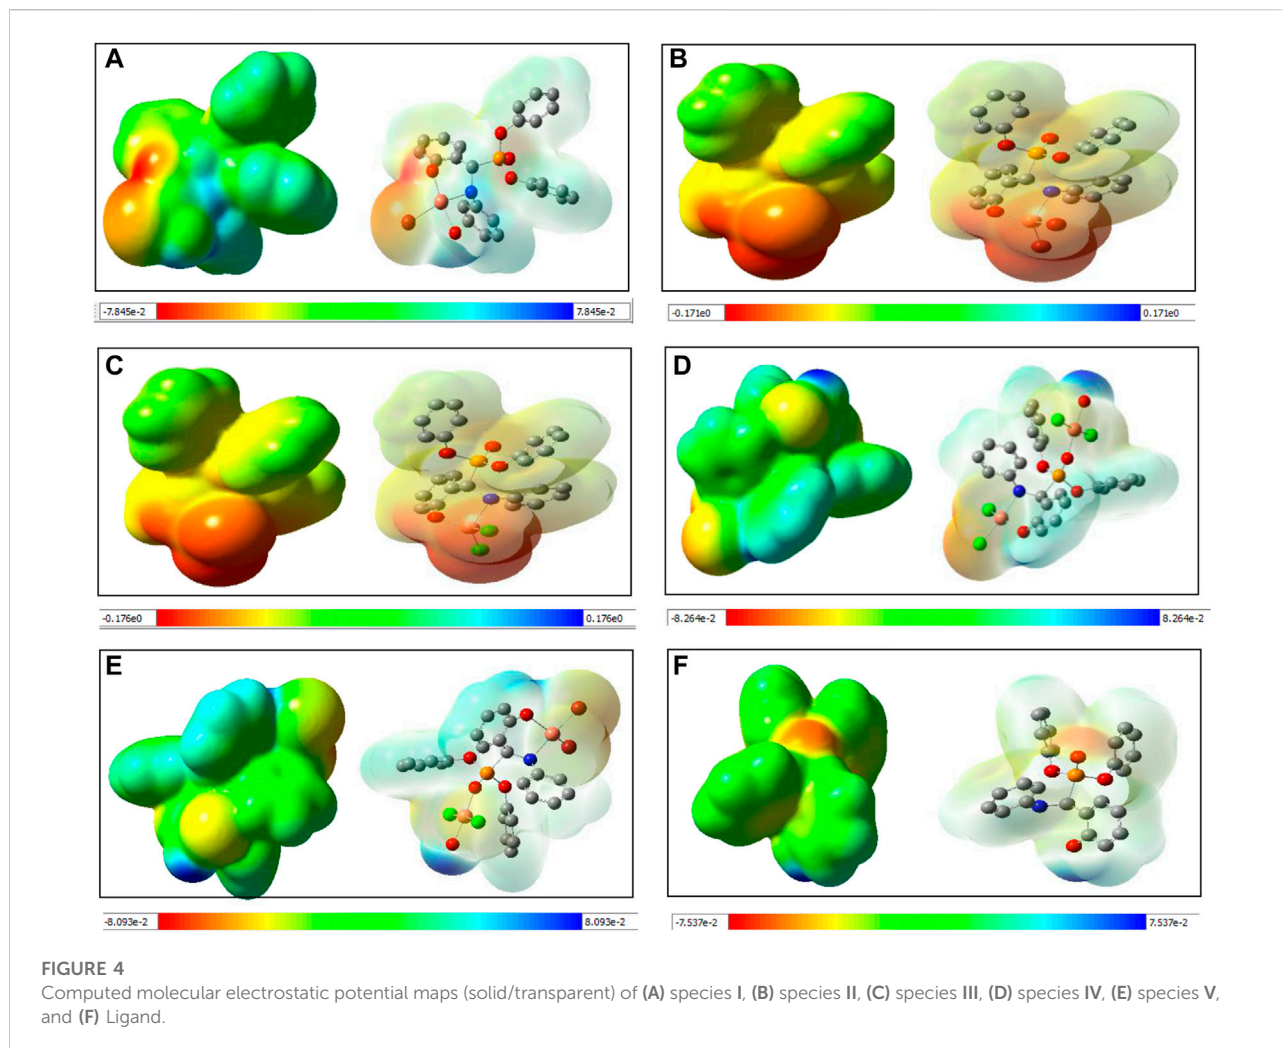 A
B
-7.845e-2 7.845e-2
-0.171e0 0.171e0
C
D
-0.176e0 0.176e0
-8.264e-2 8.264e-2
E
F
-8.093e-2 8.093e-2
-7.537e-2 7.537e-2
FIGURE 4
Computed molecular electrostatic potential maps (solid/transparent) of (A) species I, (B) species II, (C) species III, (D) species IV, (E) species V,
and (F) Ligand.